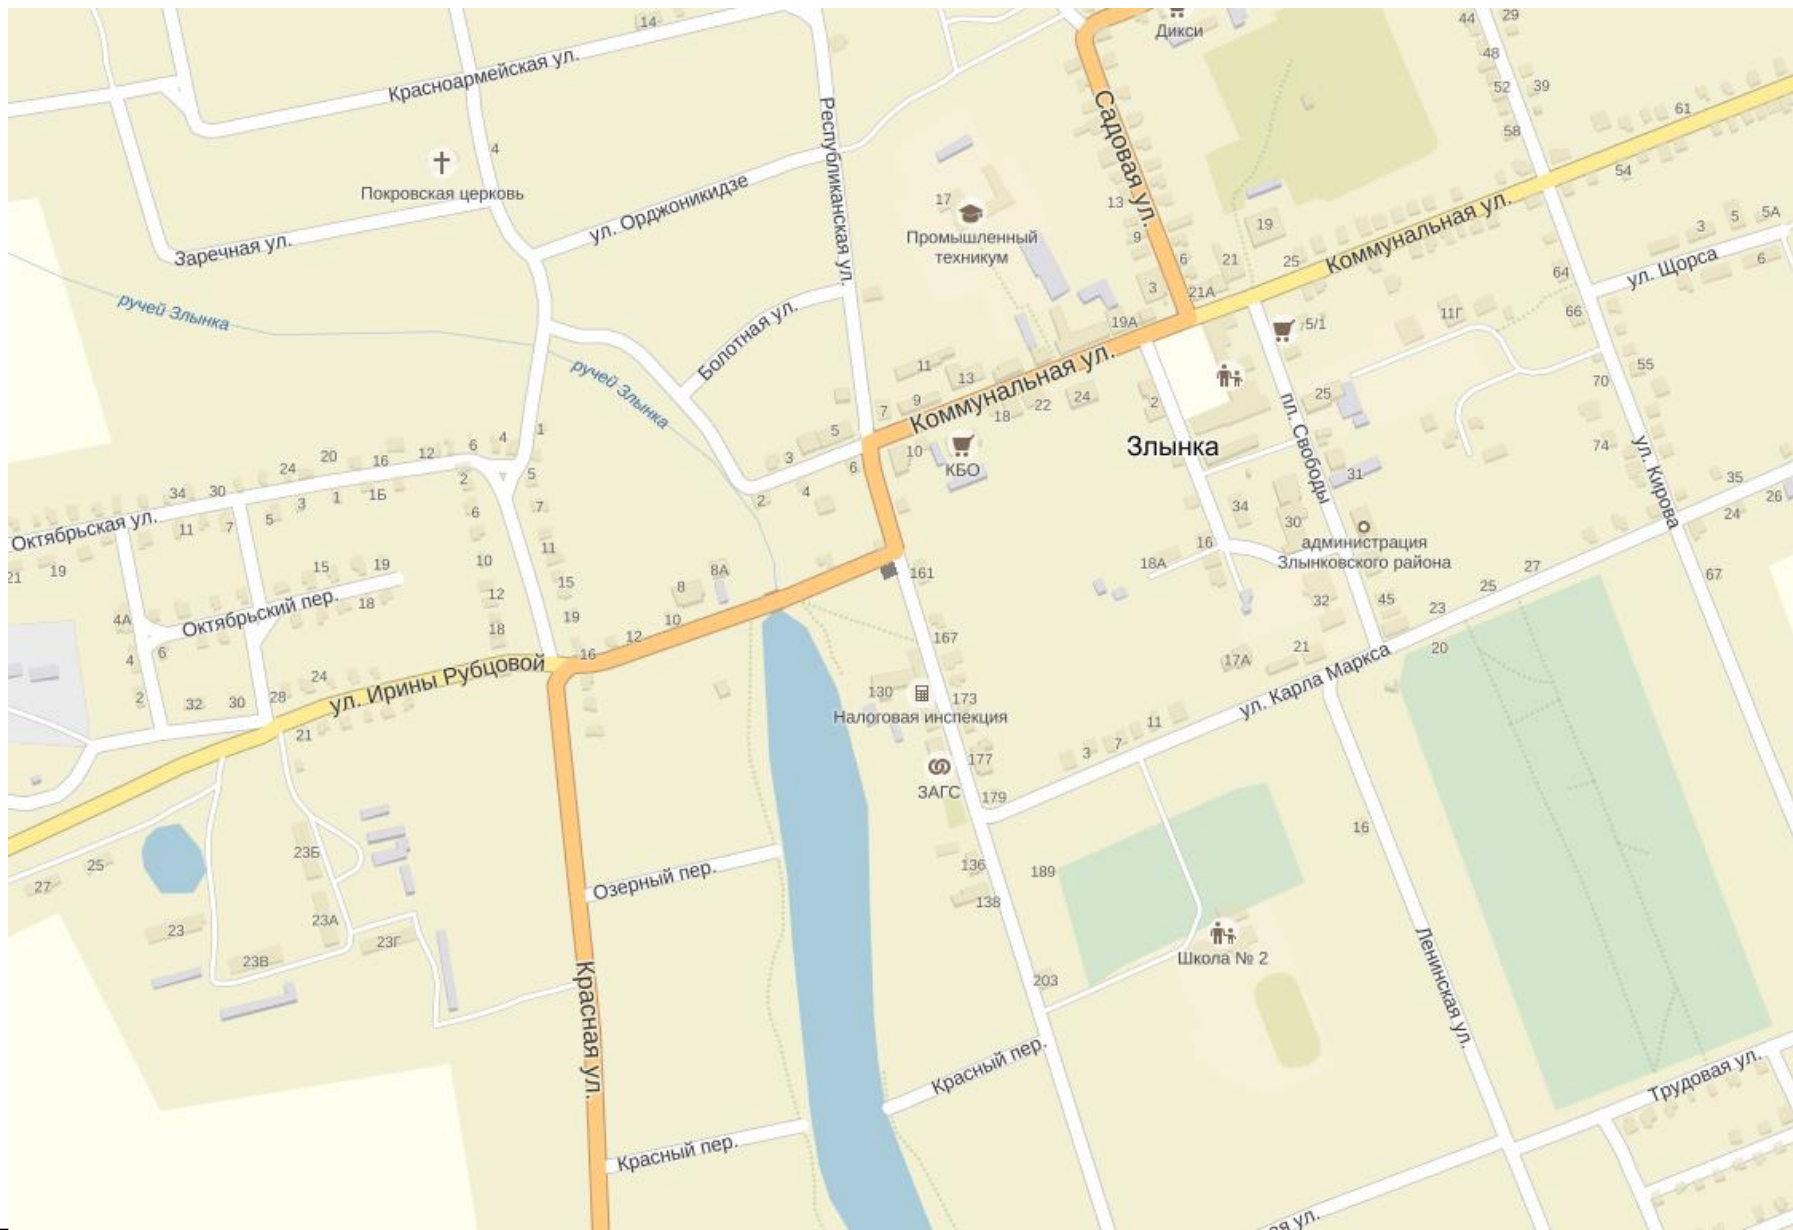 14
Дикси
44
29
48
Красноармейская ул.
52
39
Республиканская ул.
Садовая ул.
61
58
4
Покровская церковь
54
17
ул. Орджоникидзе
13
3
5
5А
19
Промышленный
техникум
9
Коммунальная ул.
Заречная ул.
6
21
25
ул. Щорса
6
64
3
21А
ручей Злынка
Болотная ул.
66
11Г
19А
5/1
ручей Злынка
11
13
55
70
9
7
Коммунальная ул.
18
22
24
2
25
пл. Свободы
5
Злынка
10
КБО
74
ул. Кирова
1
4
6
12
16
20
24
3
6
31
35
34
30
2
5
1Б
1
3
4
2
26
24
Октябрьская ул.
11
7
5
6
7
34
30
администрация
Злынковского района
21
19
15
19
10
11
16
18А
27
8А
161
67
25
Октябрьский пер.
18
12
15
8
32
45
23
4А
18
19
10
12
167
20
4
6
16
21
17А
ул. Ирины Рубцовой
24
2
32
30
28
130
173
Налоговая инспекция
ул. Карла Маркса
21
11
7
3
177
ЗАГС
179
16
23Б
25
27
136
189
Озерный пер.
138
23
23А
23Г
23В
Школа № 2
203
Красная ул.
Ленинская ул.
Красный пер.
Трудовая ул.
Красный пер.
ая ул.